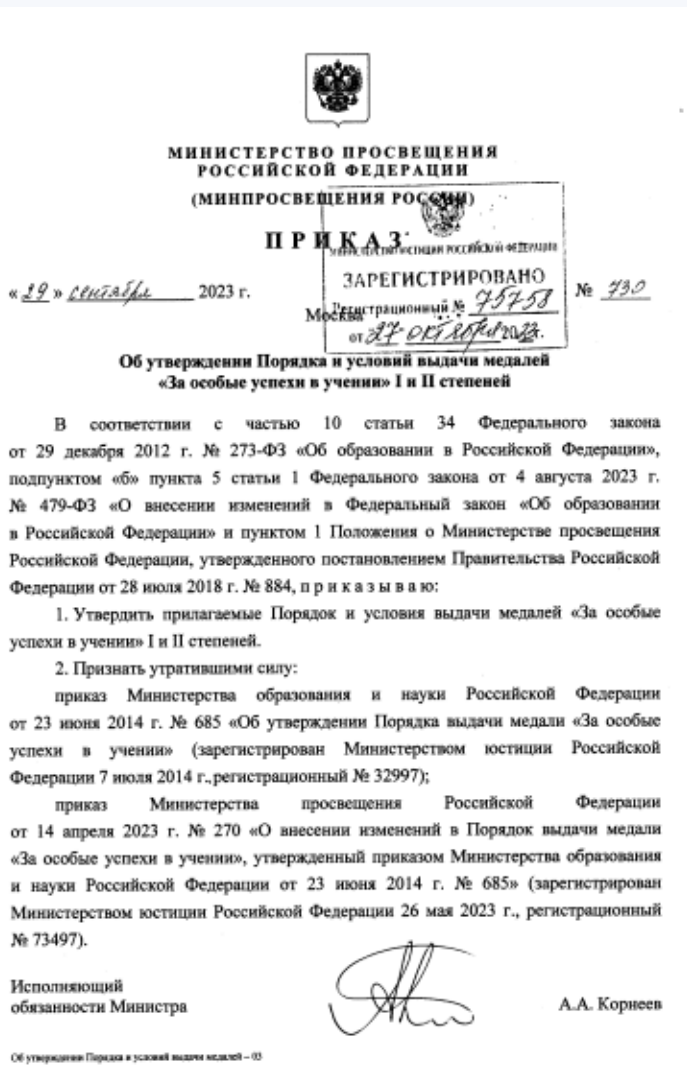 МИНИСТЕРСТВО ПРОСВЕЩЕНИЯ
РОССИЙСКОЙ ФЕДЕРАЦИИ
(МИНПРОСВЕЩЕНИЯ РОССИИ)
ПРИКАЗ
МИНИСТЕРСТВО ЮСТИЦИИ РОССИЙСКОЙ ФЕДЕРАЦИИ
ЗАРЕГИСТРИРОВАНО
« 29 » сентября 2023 г.
№ 730
Регистрационный № 75758
Москва
от 27 октября 2023.
Об утверждении Порядка и условий выдачи медалей
«За особые успехи в учении» I и II степеней
В соответствии с частью 10 статьи 34 Федерального закона
от 29 декабря 2012 г. № 273-ФЗ «Об образовании в Российской Федерации»,
подпунктом «б» пункта 5 статьи 1 Федерального закона от 4 августа 2023 г.
№ 479-ФЗ «О внесении изменений в Федеральный закон «Об образовании
в Российской Федерации» и пунктом 1 Положения о Министерстве просвещения
Российской Федерации, утвержденного постановлением Правительства Российской
Федерации от 28 июля 2018 г. № 884, п р и к а з ы в а ю:
1. Утвердить прилагаемые Порядок и условия выдачи медалей «За особые
успехи в учении» I и II степеней.
2. Признать утратившими силу:
приказ Министерства образования и науки Российской Федерации
от 23 июня 2014 г. № 685 «Об утверждении Порядка выдачи медали «За особые
успехи в учении» (зарегистрирован Министерством юстиции Российской
Федерации 7 июля 2014 г., регистрационный № 32997);
приказ Министерства просвещения Российской Федерации
от 14 апреля 2023 г. № 270 «О внесении изменений в Порядок выдачи медали
«За особые успехи в учении», утвержденный приказом Министерства образования
и науки Российской Федерации от 23 июня 2014 г. № 685» (зарегистрирован
Министерством юстиции Российской Федерации 26 мая 2023 г., регистрационный
№ 73497).
Исполняющий
обязанности Министра
А.А. Корнеев
Об утверждении Порядка и условий выдачи медалей – 03